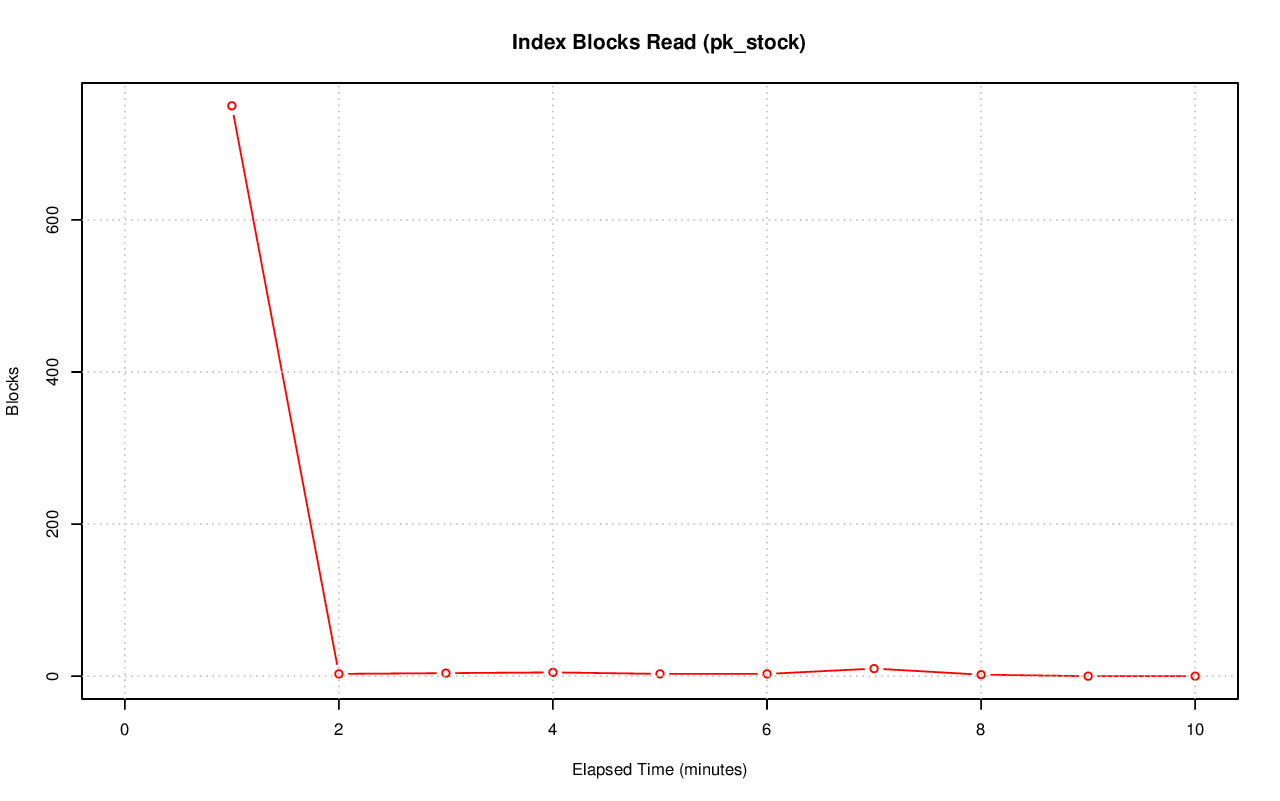 Index Blocks Read (pk_stock)
Blocks
600
400
200
0
0 2 4 6 8 10
Elapsed Time (minutes)